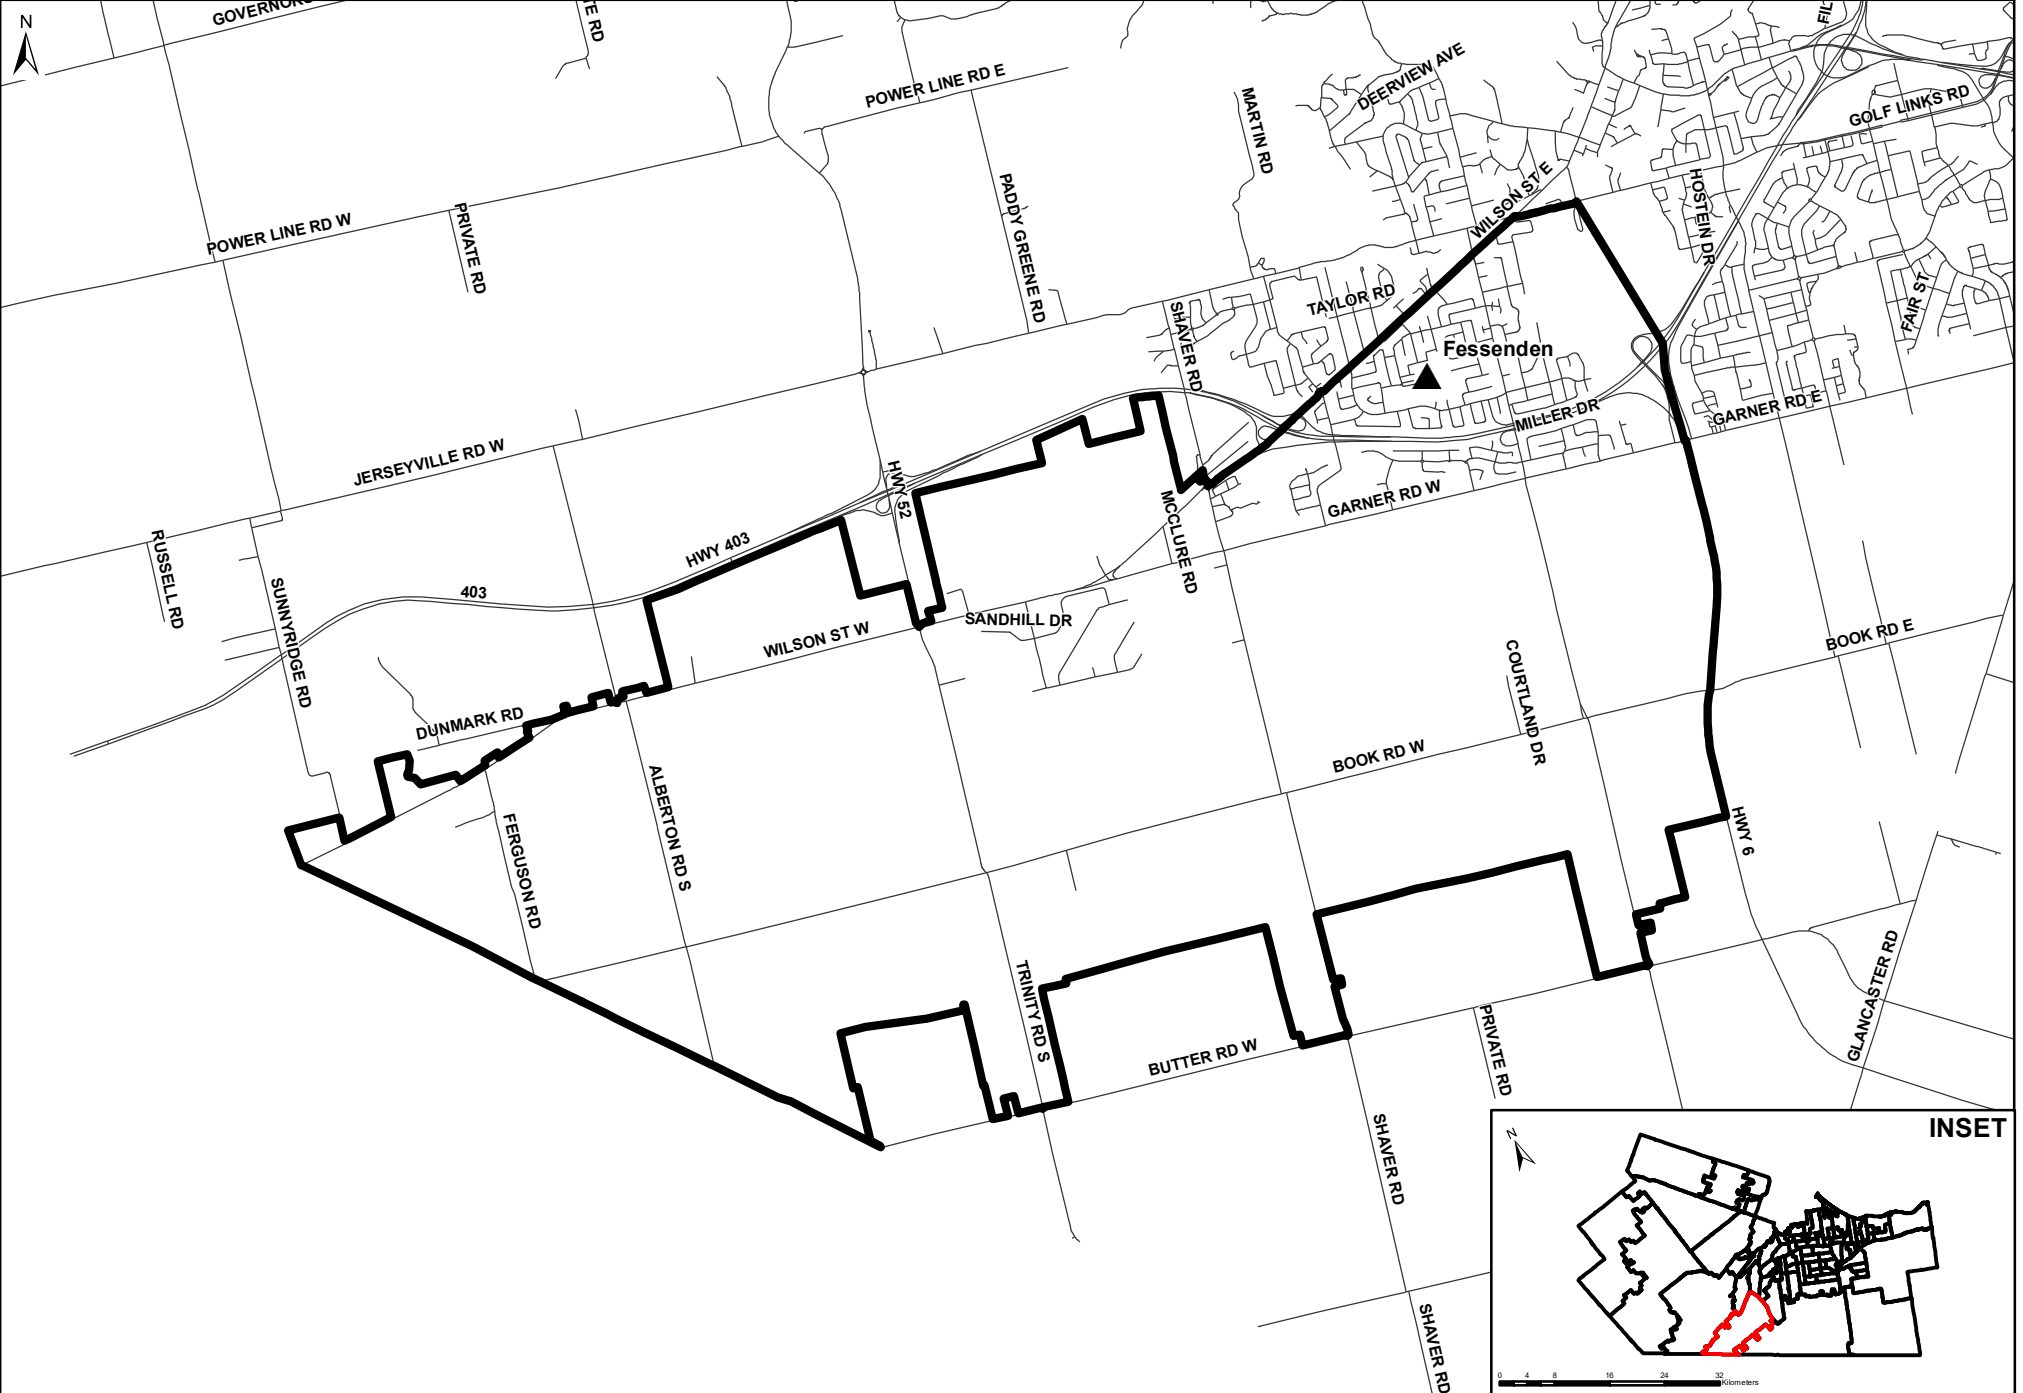 N
POWER LINE RD E
DEERVIEW AVE
GOLF LINKS RD
MARTIN RD
WILSON ST E
HOSTEIN DR
PADDY GREENE RD
POWER LINE RD W
PRIVATE RD
TAYLOR RD
SHAVER RD
FAIR ST
Fessenden
MILLER DR
GARNER RD E
JERSEYVILLE RD W
HWY 52
MCCLURE RD
GARNER RD W
RUSSELL RD
HWY 403
403
SUNNYRIDGE RD
SANDHILL DR
WILSON ST W
BOOK RD E
COURTLAND DR
DUNMARK RD
BOOK RD W
ALBERTON RD S
FERGUSON RD
HWY 6
TRINITY RD S
GLANCASTER RD
BUTTER RD W
PRIVATE RD
SHAVER RD
SHAVER RD
INSET
N
0 4 8 16 24 32
Kilometers